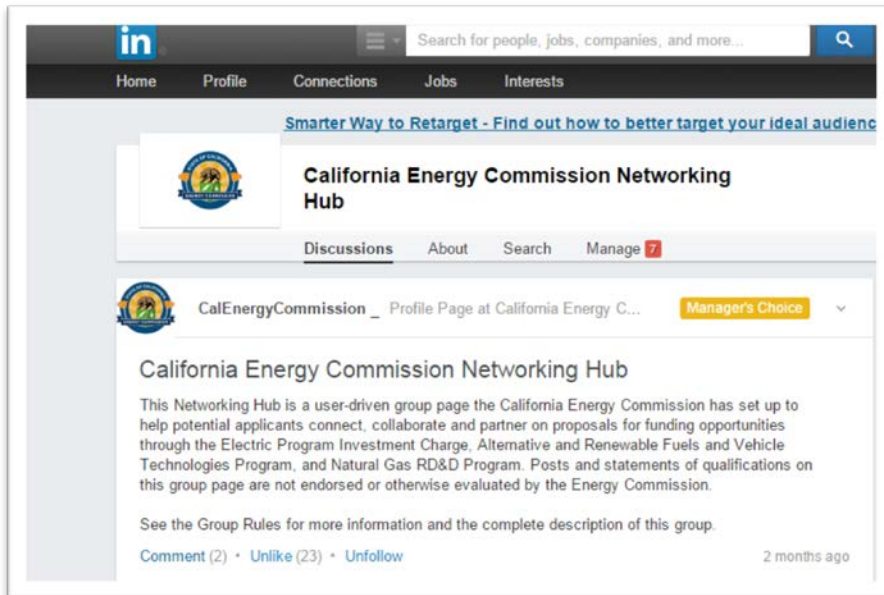 in
Search for people, jobs, companies, and more...
Home Profile Connections Jobs Interests
Smarter Way to Retarget - Find out how to better target your ideal audienc
California Energy Commission Networking
Hub
Discussions About Search Manage 7
CalEnergyCommission _ Profile Page at California Energy C... Manager's Choice
California Energy Commission Networking Hub
This Networking Hub is a user-driven group page the California Energy Commission has set up to
help potential applicants connect, collaborate and partner on proposals for funding opportunities
through the Electric Program Investment Charge, Alternative and Renewable Fuels and Vehicle
Technologies Program, and Natural Gas RD&D Program. Posts and statements of qualifications on
this group page are not endorsed or otherwise evaluated by the Energy Commission.
See the Group Rules for more information and the complete description of this group.
Comment (2) • Unlike (23) • Unfollow 2 months ago